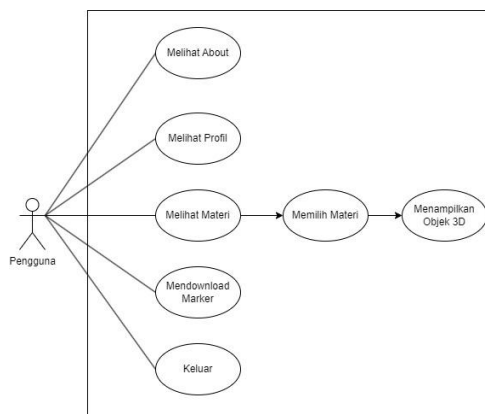 Melihat About
Melihat Profil
Pengguna
Melihat Materi
Memilih Materi
Menampilkan
Objek 3D
Mendownload
Marker
Keluar